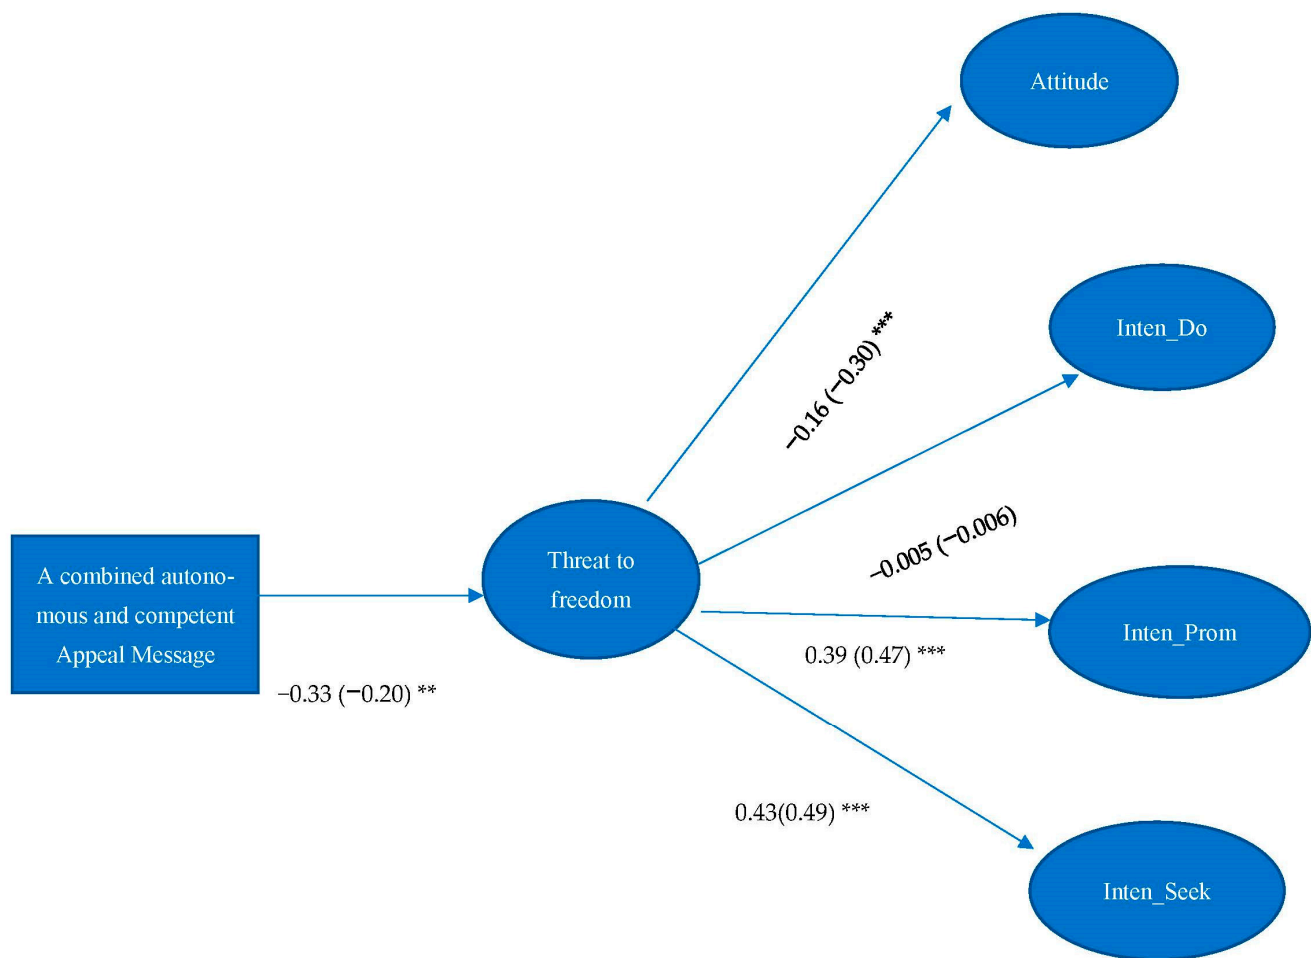 Attitude
Inten_Do
−0.16 (−0.30) ***
Threat to
freedom
−0.005 (−0.006)
A combined autono-
mous and competent
Appeal Message
Inten_Prom
0.39 (0.47) ***
−0.33 (−0.20) **
0.43(0.49) ***
Inten_Seek